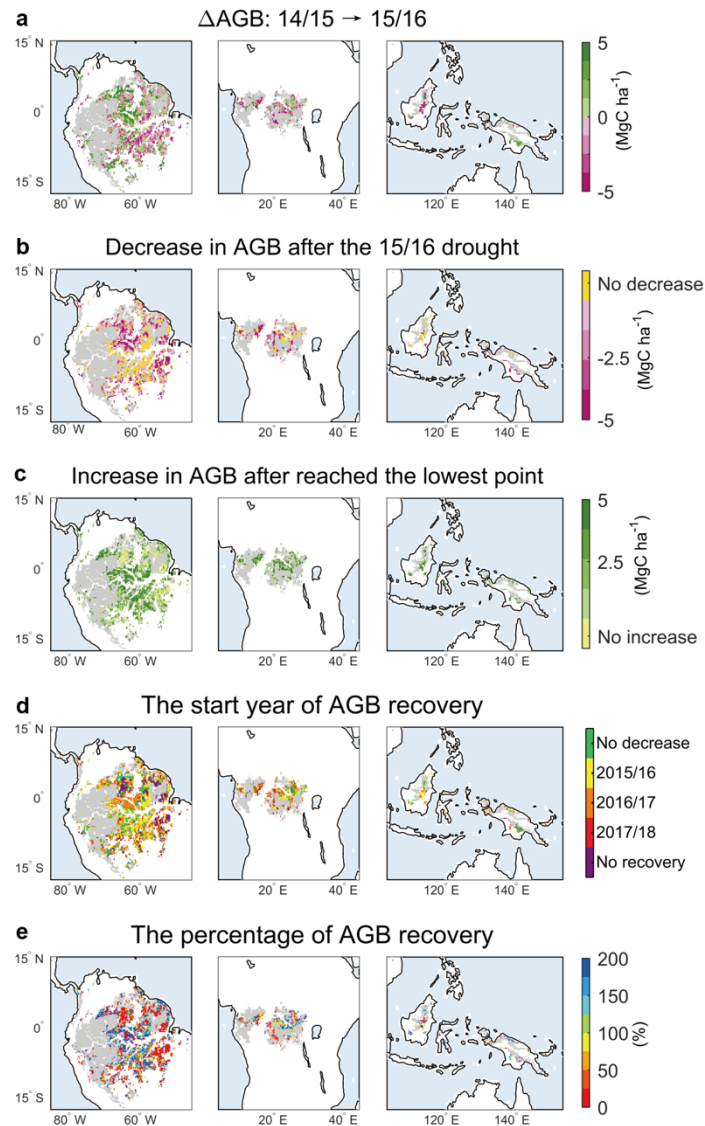 a
ΔAGB: 14/15 → 15/16
15° N
0°
15° S
80° W
60° W
20° E
40° E
120° E
140° E
5
0
-5
(MgC ha⁻¹)
b
Decrease in AGB after the 15/16 drought
15° N
0°
15° S
80° W
60° W
20° E
40° E
120° E
140° E
No decrease
-2.5
-5
(MgC ha⁻¹)
c
Increase in AGB after reached the lowest point
15° N
0°
15° S
80° W
60° W
20° E
40° E
120° E
140° E
5
2.5
No increase
(MgC ha⁻¹)
d
The start year of AGB recovery
15° N
0°
15° S
80° W
60° W
20° E
40° E
120° E
140° E
No decrease
2015/16
2016/17
2017/18
No recovery
e
The percentage of AGB recovery
15° N
0°
15° S
80° W
60° W
20° E
40° E
120° E
140° E
200
150
100
50
0
(%)